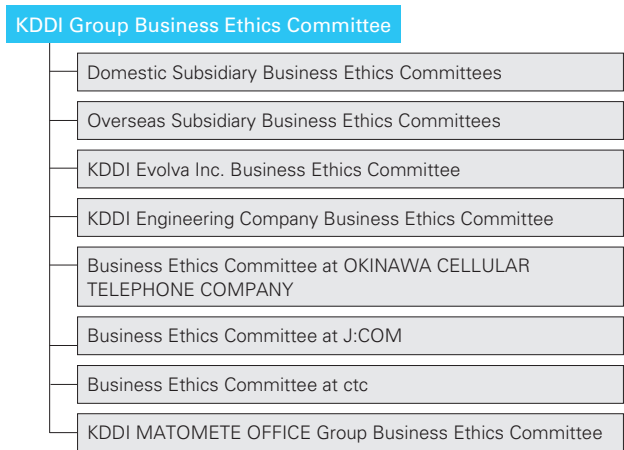 KDDI Group Business Ethics Committee
Domestic Subsidiary Business Ethics Committees
Overseas Subsidiary Business Ethics Committees
KDDI Evolva Inc. Business Ethics Committee
KDDI Engineering Company Business Ethics Committee
Business Ethics Committee at OKINAWA CELLULAR
TELEPHONE COMPANY
Business Ethics Committee at J:COM
Business Ethics Committee at ctc
KDDI MATOMETE OFFICE Group Business Ethics Committee